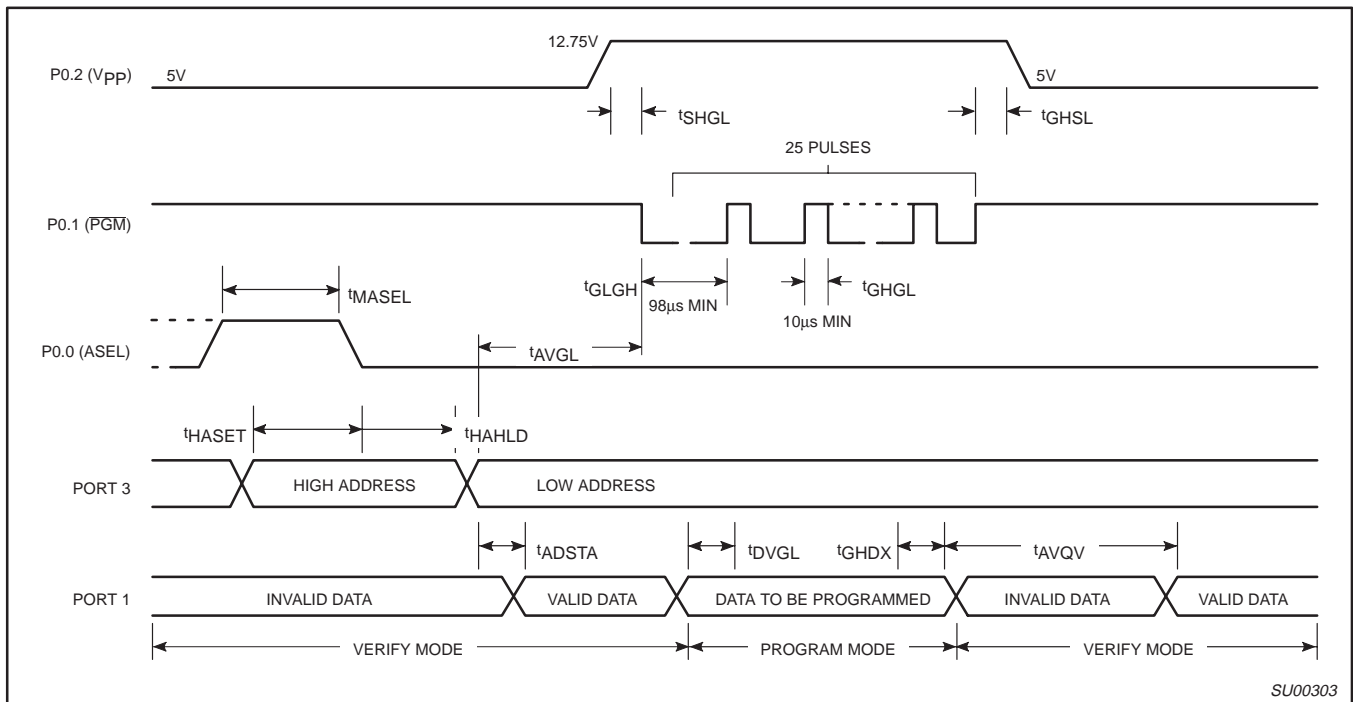 12.75V
P0.2 (VPP)
5V
5V
tSHGL
tGHSL
25 PULSES
P0.1 (PGM)
tMASEL
tGLGH
98µs MIN
tGHGL
10µs MIN
P0.0 (ASEL)
tAVGL
tHASET
tHAHLD
PORT 3
HIGH ADDRESS
LOW ADDRESS
tADSTA
tDVGL
tGHDX
tAVQV
PORT 1
INVALID DATA
VALID DATA
DATA TO BE PROGRAMMED
INVALID DATA
VALID DATA
VERIFY MODE
PROGRAM MODE
VERIFY MODE
SU00303